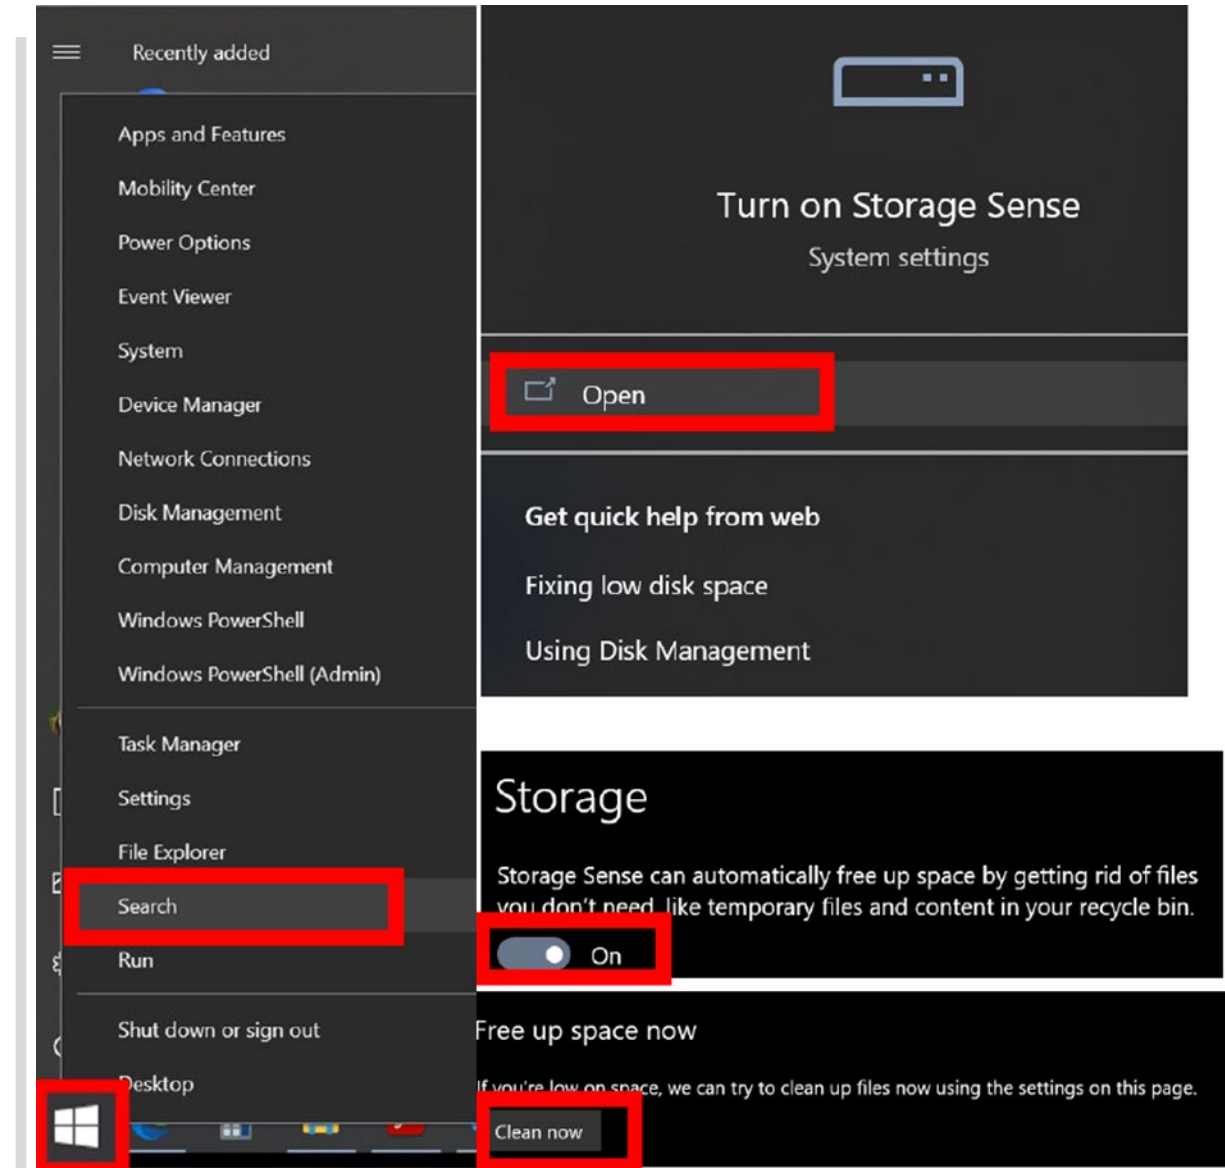 Recently added
Apps and Features
Mobility Center
Power Options
Event Viewer
System
Device Manager
Network Connections
Disk Management
Computer Management
Windows PowerShell
Windows PowerShell (Admin)
Task Manager
Settings
File Explorer
Search
Run
Shut down or sign out
Desktop
Turn on Storage Sense
System settings
Open
Get quick help from web
Fixing low disk space
Using Disk Management
Storage
Storage Sense can automatically free up space by getting rid of files
you don't need, like temporary files and content in your recycle bin.
On
Free up space now
If you're low on space, we can try to clean up files now using the settings on this page.
Clean now